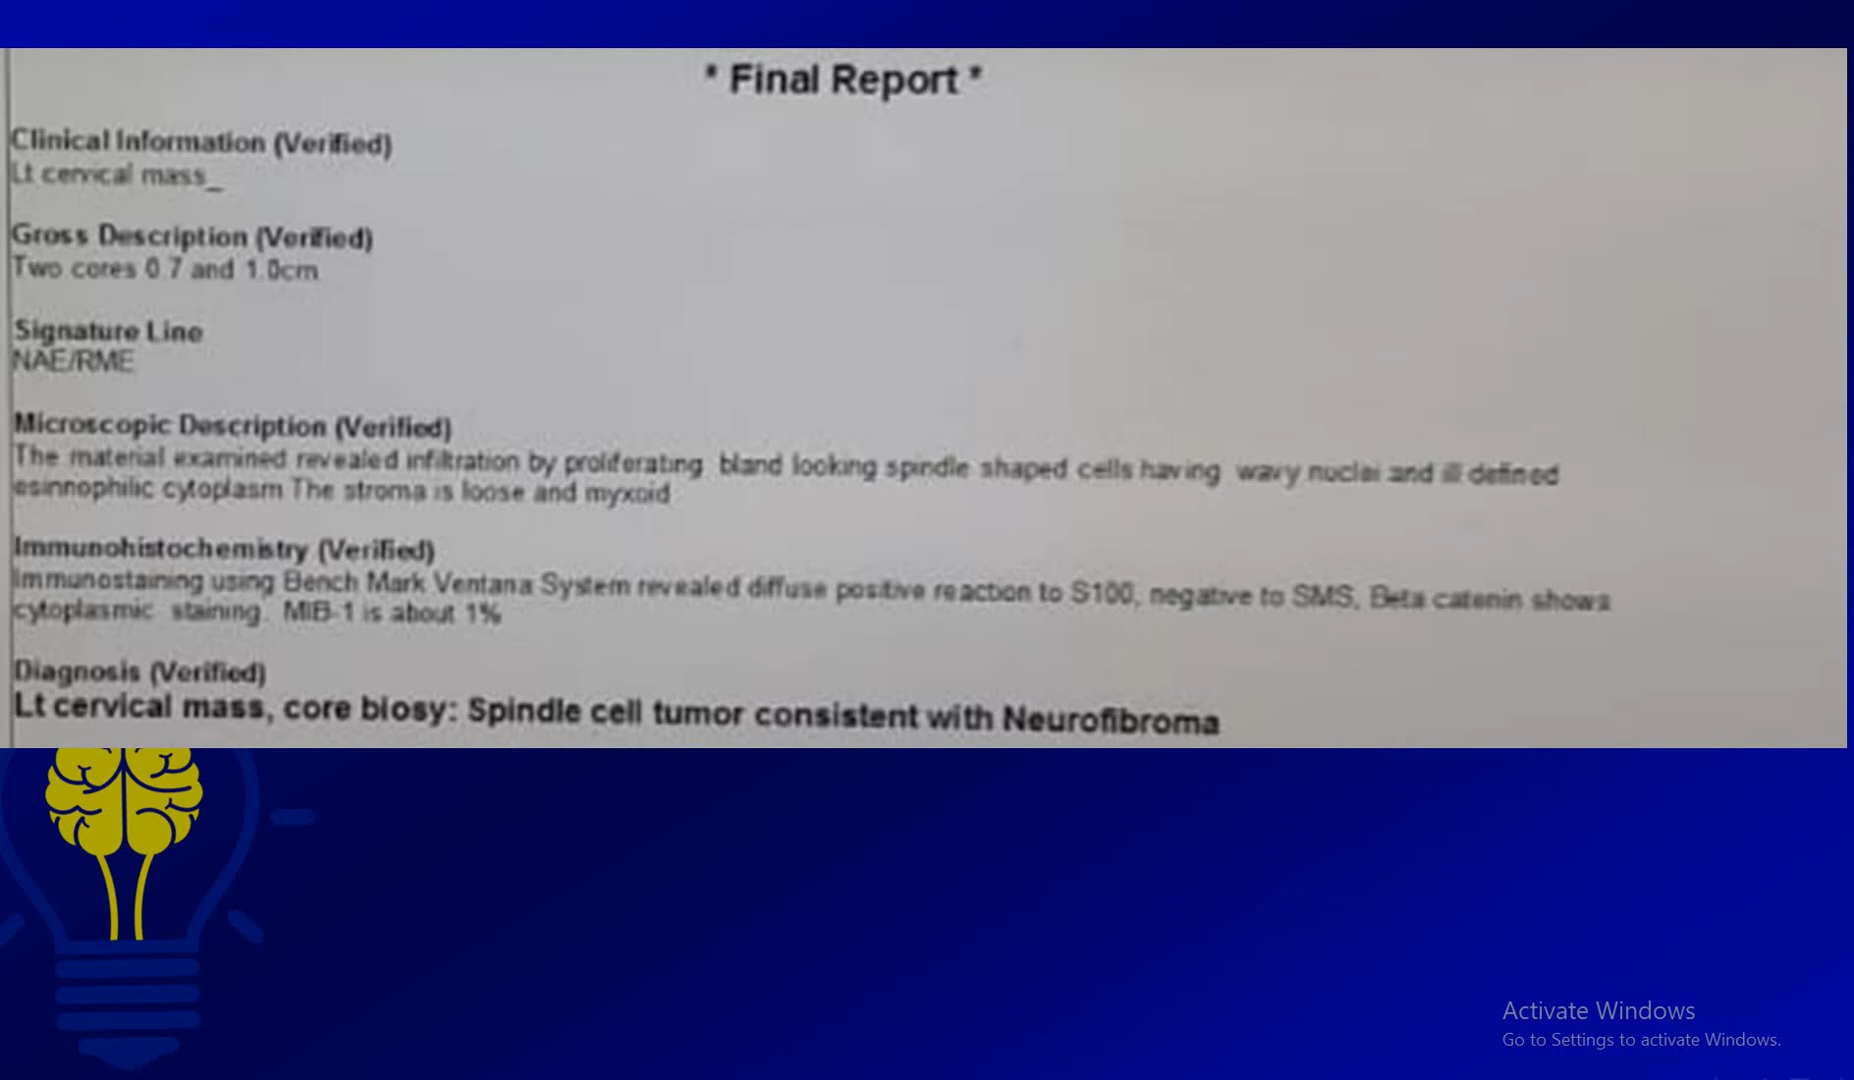 * Final Report *
Clinical Information (Verified)
Lt cervical mass_
Gross Description (Verified)
Two cores 0.7 and 1.0cm
Signature Line
NAE/RME
Microscopic Description (Verified)
The material examined revealed infiltration by proliferating bland looking spindle shaped cells having wavy nuclei and ill defined
esinnophilic cytoplasm The stroma is loose and myxoid
Immunohistochemistry (Verified)
Immunostaining using Bench Mark Ventana System revealed diffuse positive reaction to S100, negative to SMS, Beta catenin shows
cytoplasmic staining. MIB-1 is about 1%
Diagnosis (Verified)
Lt cervical mass, core biosy: Spindle cell tumor consistent with Neurofibroma
Activate Windows
Go to Settings to activate Windows.